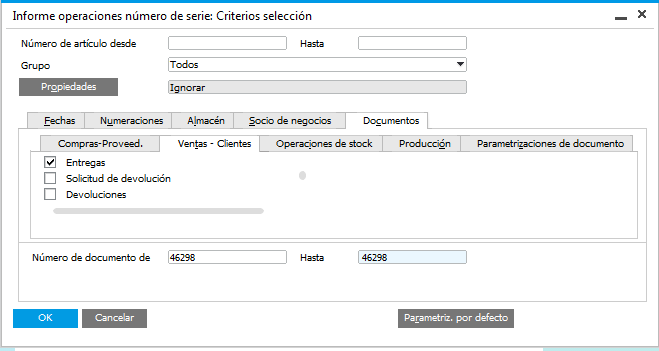 Informe operaciones número de serie: Criterios selección
Número de artículo desde Hasta
Grupo Todos
Propiedades Ignorar
Fechas Numeraciones Almacén Socio de negocios Documentos
Compras-Proveed. Ventas - Clientes Operaciones de stock Producción Parametrizaciones de documento
Entregas
Solicitud de devolución
Devoluciones
Número de documento de 46298 Hasta 46298
OK Cancelar Parametriz. por defecto